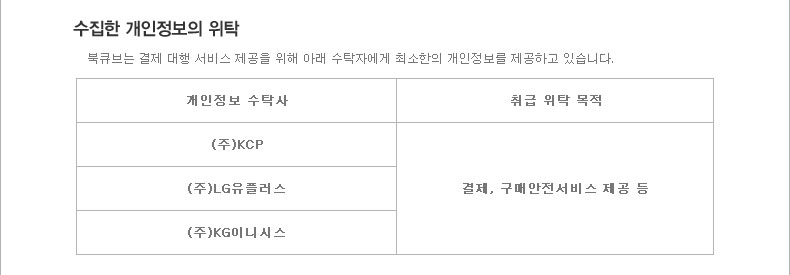 수집한 개인정보의 위탁
북큐브는 결제 대행 서비스 제공을 위해 아래 수탁자에게 최소한의 개인정보를 제공하고 있습니다.
개인정보 수탁사 취급 위탁 목적
(주)KCP
(주)LG유플러스 결제, 구매안전서비스 제공 등
(주)KG이니시스